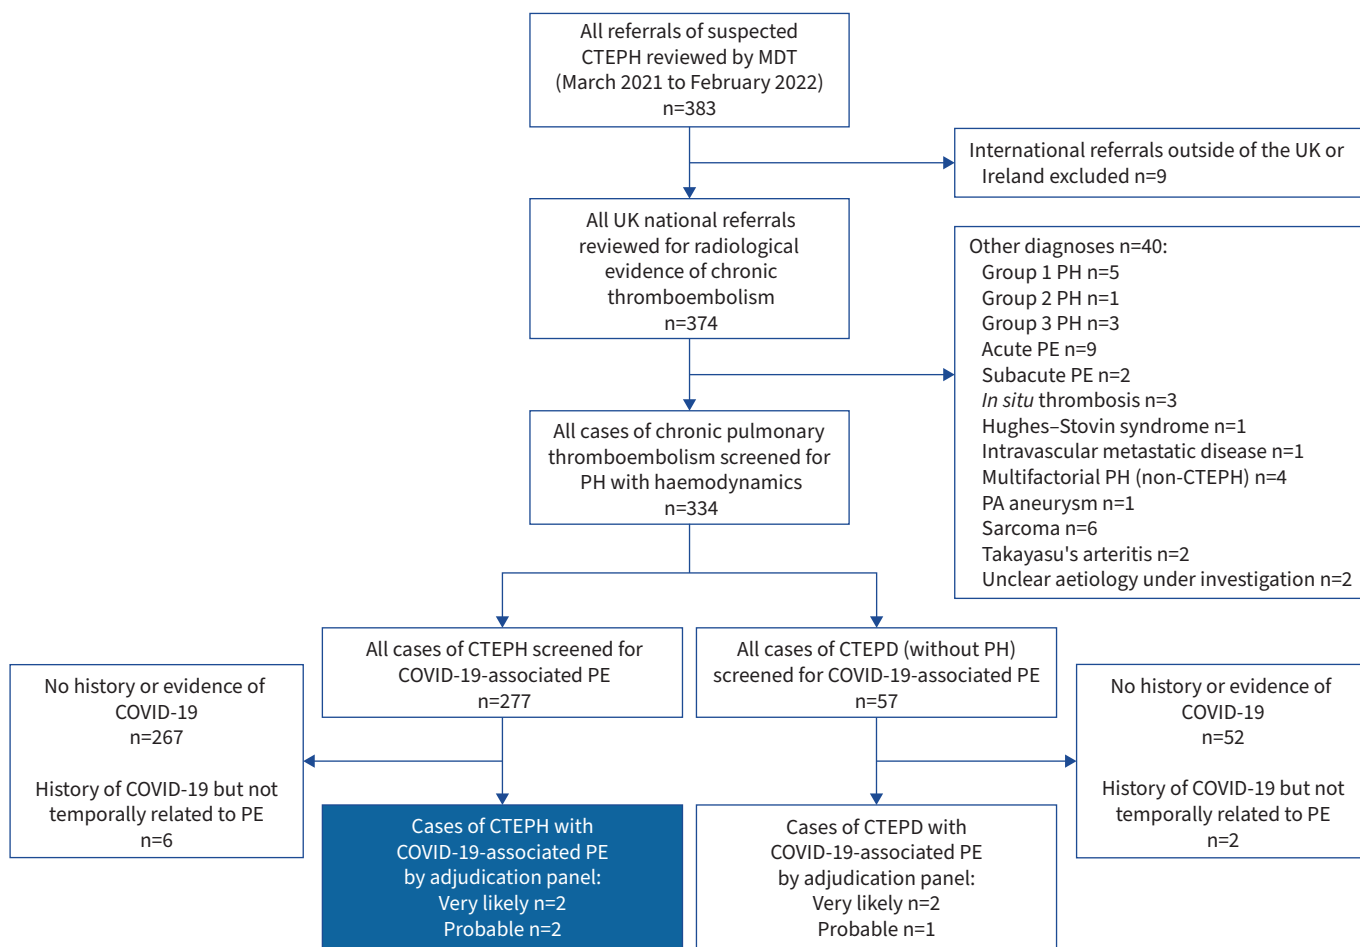 All referrals of suspected
CTEPH reviewed by MDT
(March 2021 to February 2022)
n=383
International referrals outside of the UK or
Ireland excluded n=9
All UK national referrals
reviewed for radiological
evidence of chronic
thromboembolism
n=374
Other diagnoses n=40:
Group 1 PH n=5
Group 2 PH n=1
Group 3 PH n=3
Acute PE n=9
Subacute PE n=2
In situ thrombosis n=3
Hughes–Stovin syndrome n=1
Intravascular metastatic disease n=1
Multifactorial PH (non-CTEPH) n=4
PA aneurysm n=1
Sarcoma n=6
Takayasu's arteritis n=2
Unclear aetiology under investigation n=2
All cases of chronic pulmonary
thromboembolism screened for
PH with haemodynamics
n=334
All cases of CTEPH screened for
COVID-19-associated PE
n=277
All cases of CTEPD (without PH)
screened for COVID-19-associated PE
n=57
No history or evidence of
COVID-19
n=267
History of COVID-19 but not
temporally related to PE
n=6
No history or evidence of
COVID-19
n=52
History of COVID-19 but not
temporally related to PE
n=2
Cases of CTEPH with
COVID-19-associated PE
by adjudication panel:
Very likely n=2
Probable n=2
Cases of CTEPD with
COVID-19-associated PE
by adjudication panel:
Very likely n=2
Probable n=1